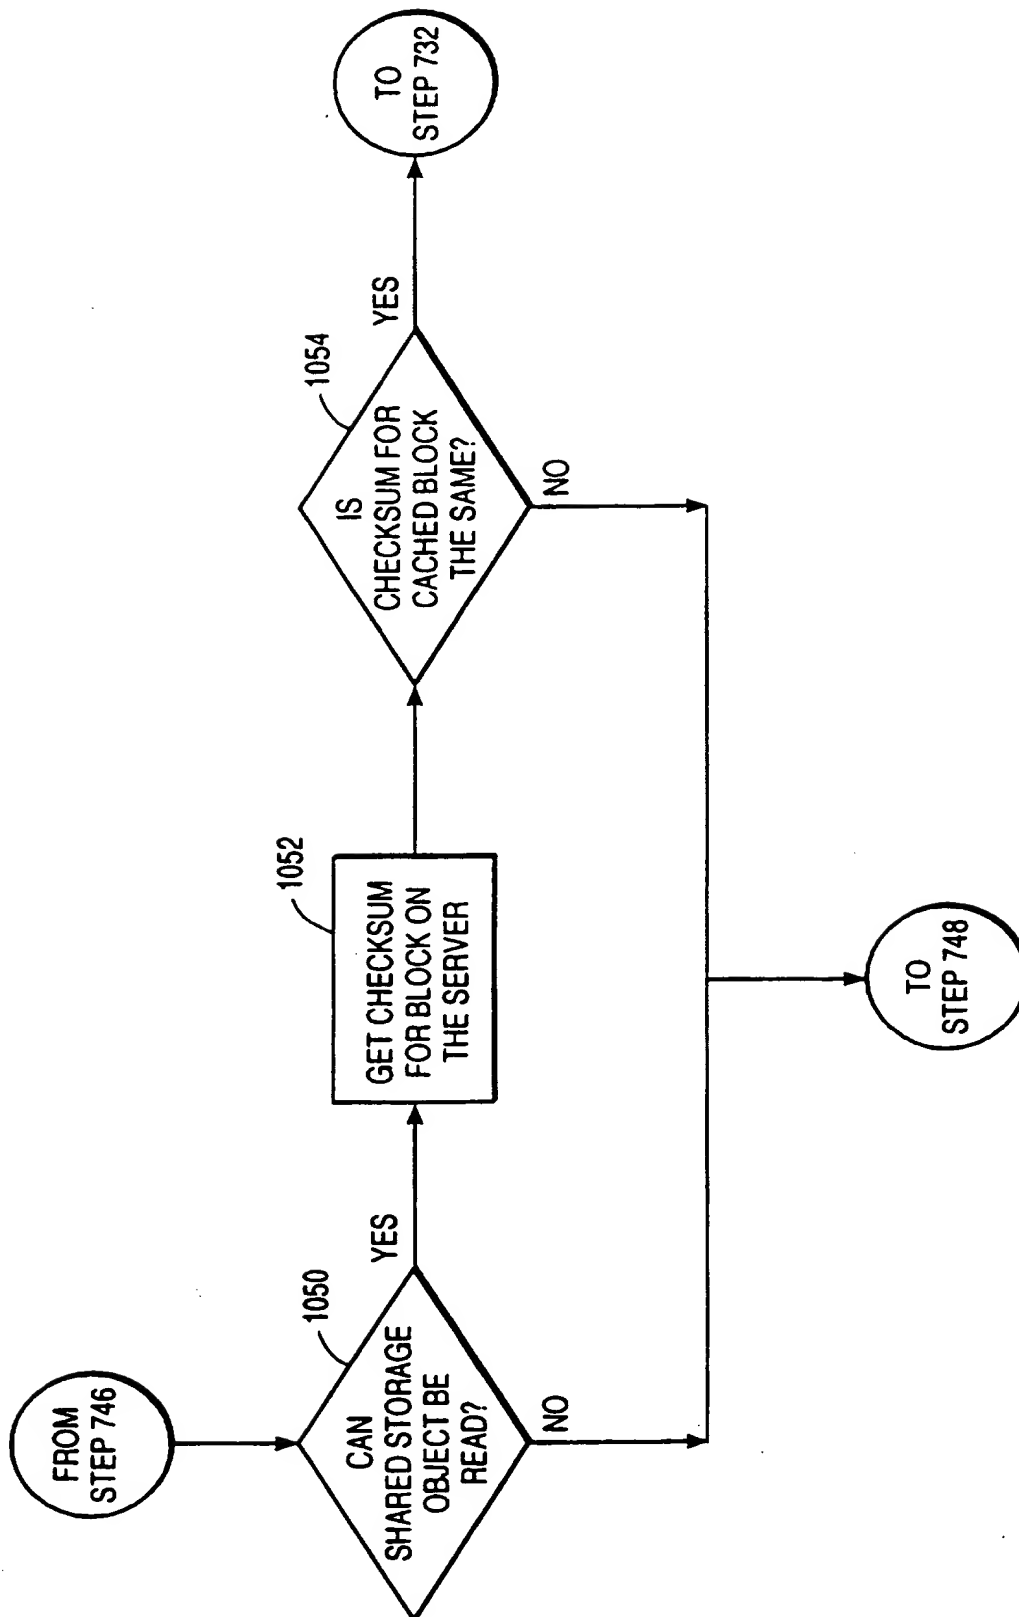 FROM
STEP 746
1050
CAN
SHARED STORAGE
OBJECT BE
READ?
YES
NO
1052
GET CHECKSUM
FOR BLOCK ON
THE SERVER
1054
IS
CHECKSUM FOR
CACHED BLOCK
THE SAME?
YES
NO
TO
STEP 732
TO
STEP 748